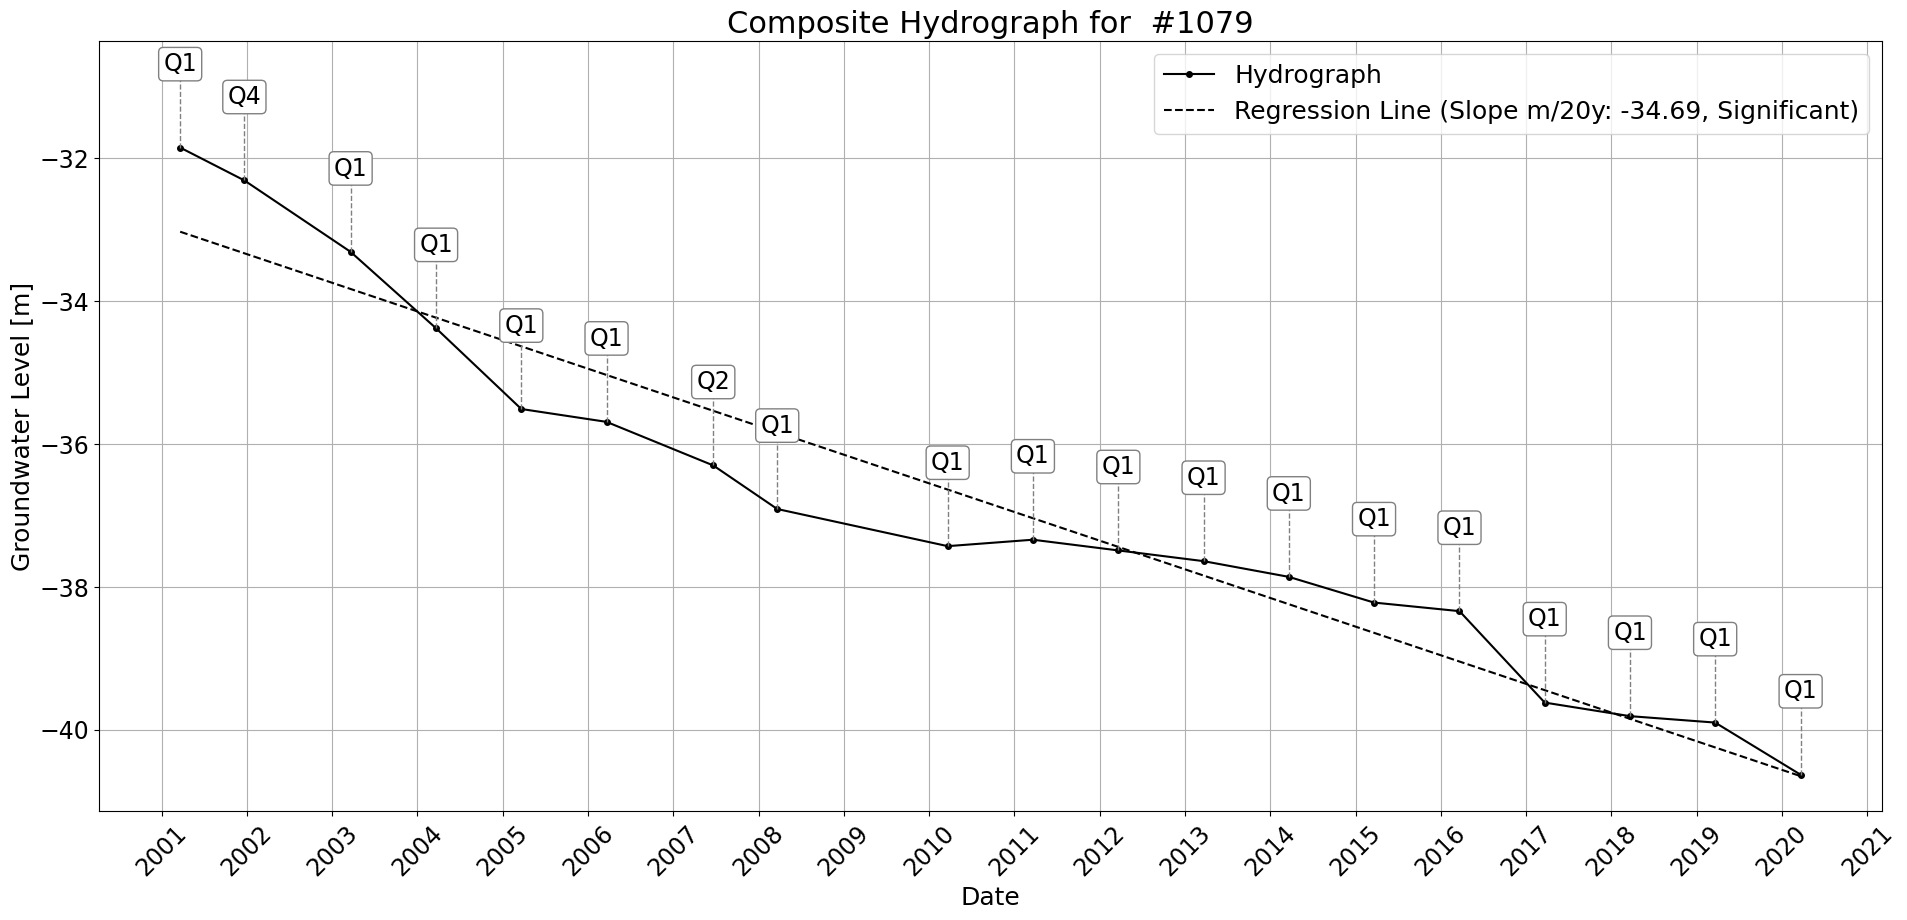 Composite Hydrograph for  #1079
Hydrograph
Regression Line (Slope m/20y: -34.69, Significant)
Q1
Q4
Q1
Q1
Q1
Q1
Q2
Q1
Q1
Q1
Q1
Q1
Q1
Q1
Q1
Q1
Q1
Q1
Q1
Groundwater Level [m]
−32
−34
−36
−38
−40
2001
2002
2003
2004
2005
2006
2007
2008
2009
2010
2011
2012
2013
2014
2015
2016
2017
2018
2019
2020
2021
Date